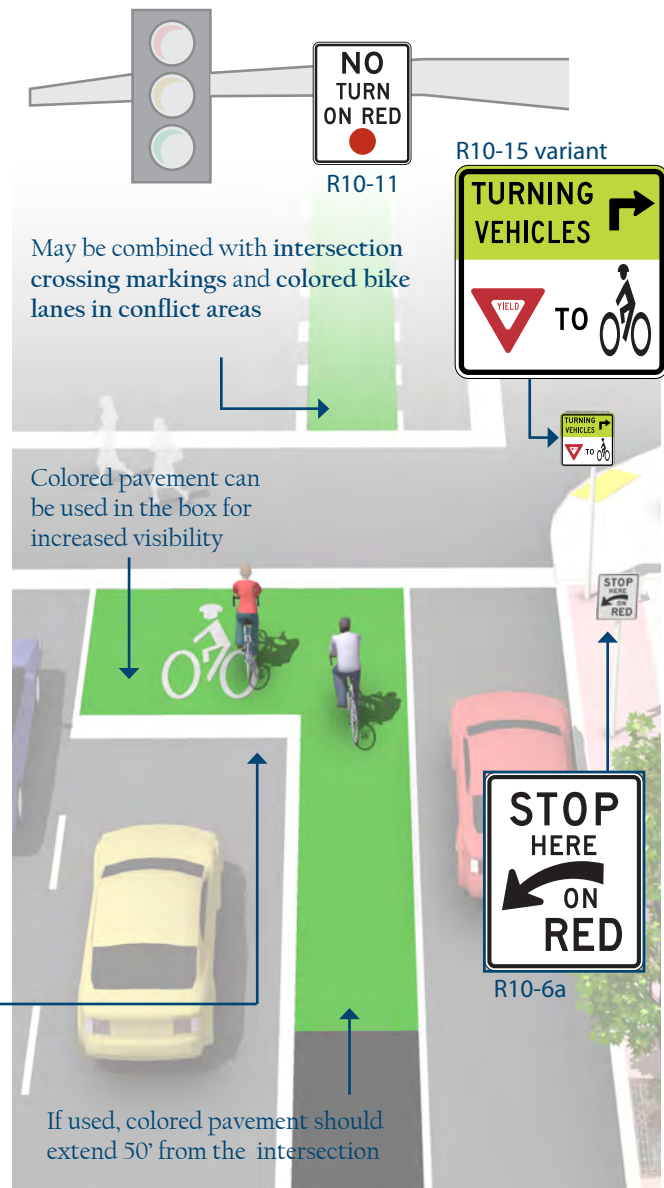 NO
TURN
ON RED
R10-11
R10-15 variant
TURNING
VEHICLES
YIELD
TO
May be combined with intersection
crossing markings and colored bike
lanes in conflict areas
TURNING
VEHICLES
TO
Colored pavement can
be used in the box for
increased visibility
STOP
HERE
ON
RED
STOP
HERE
ON
RED
R10-6a
If used, colored pavement should
extend 50’ from the intersection